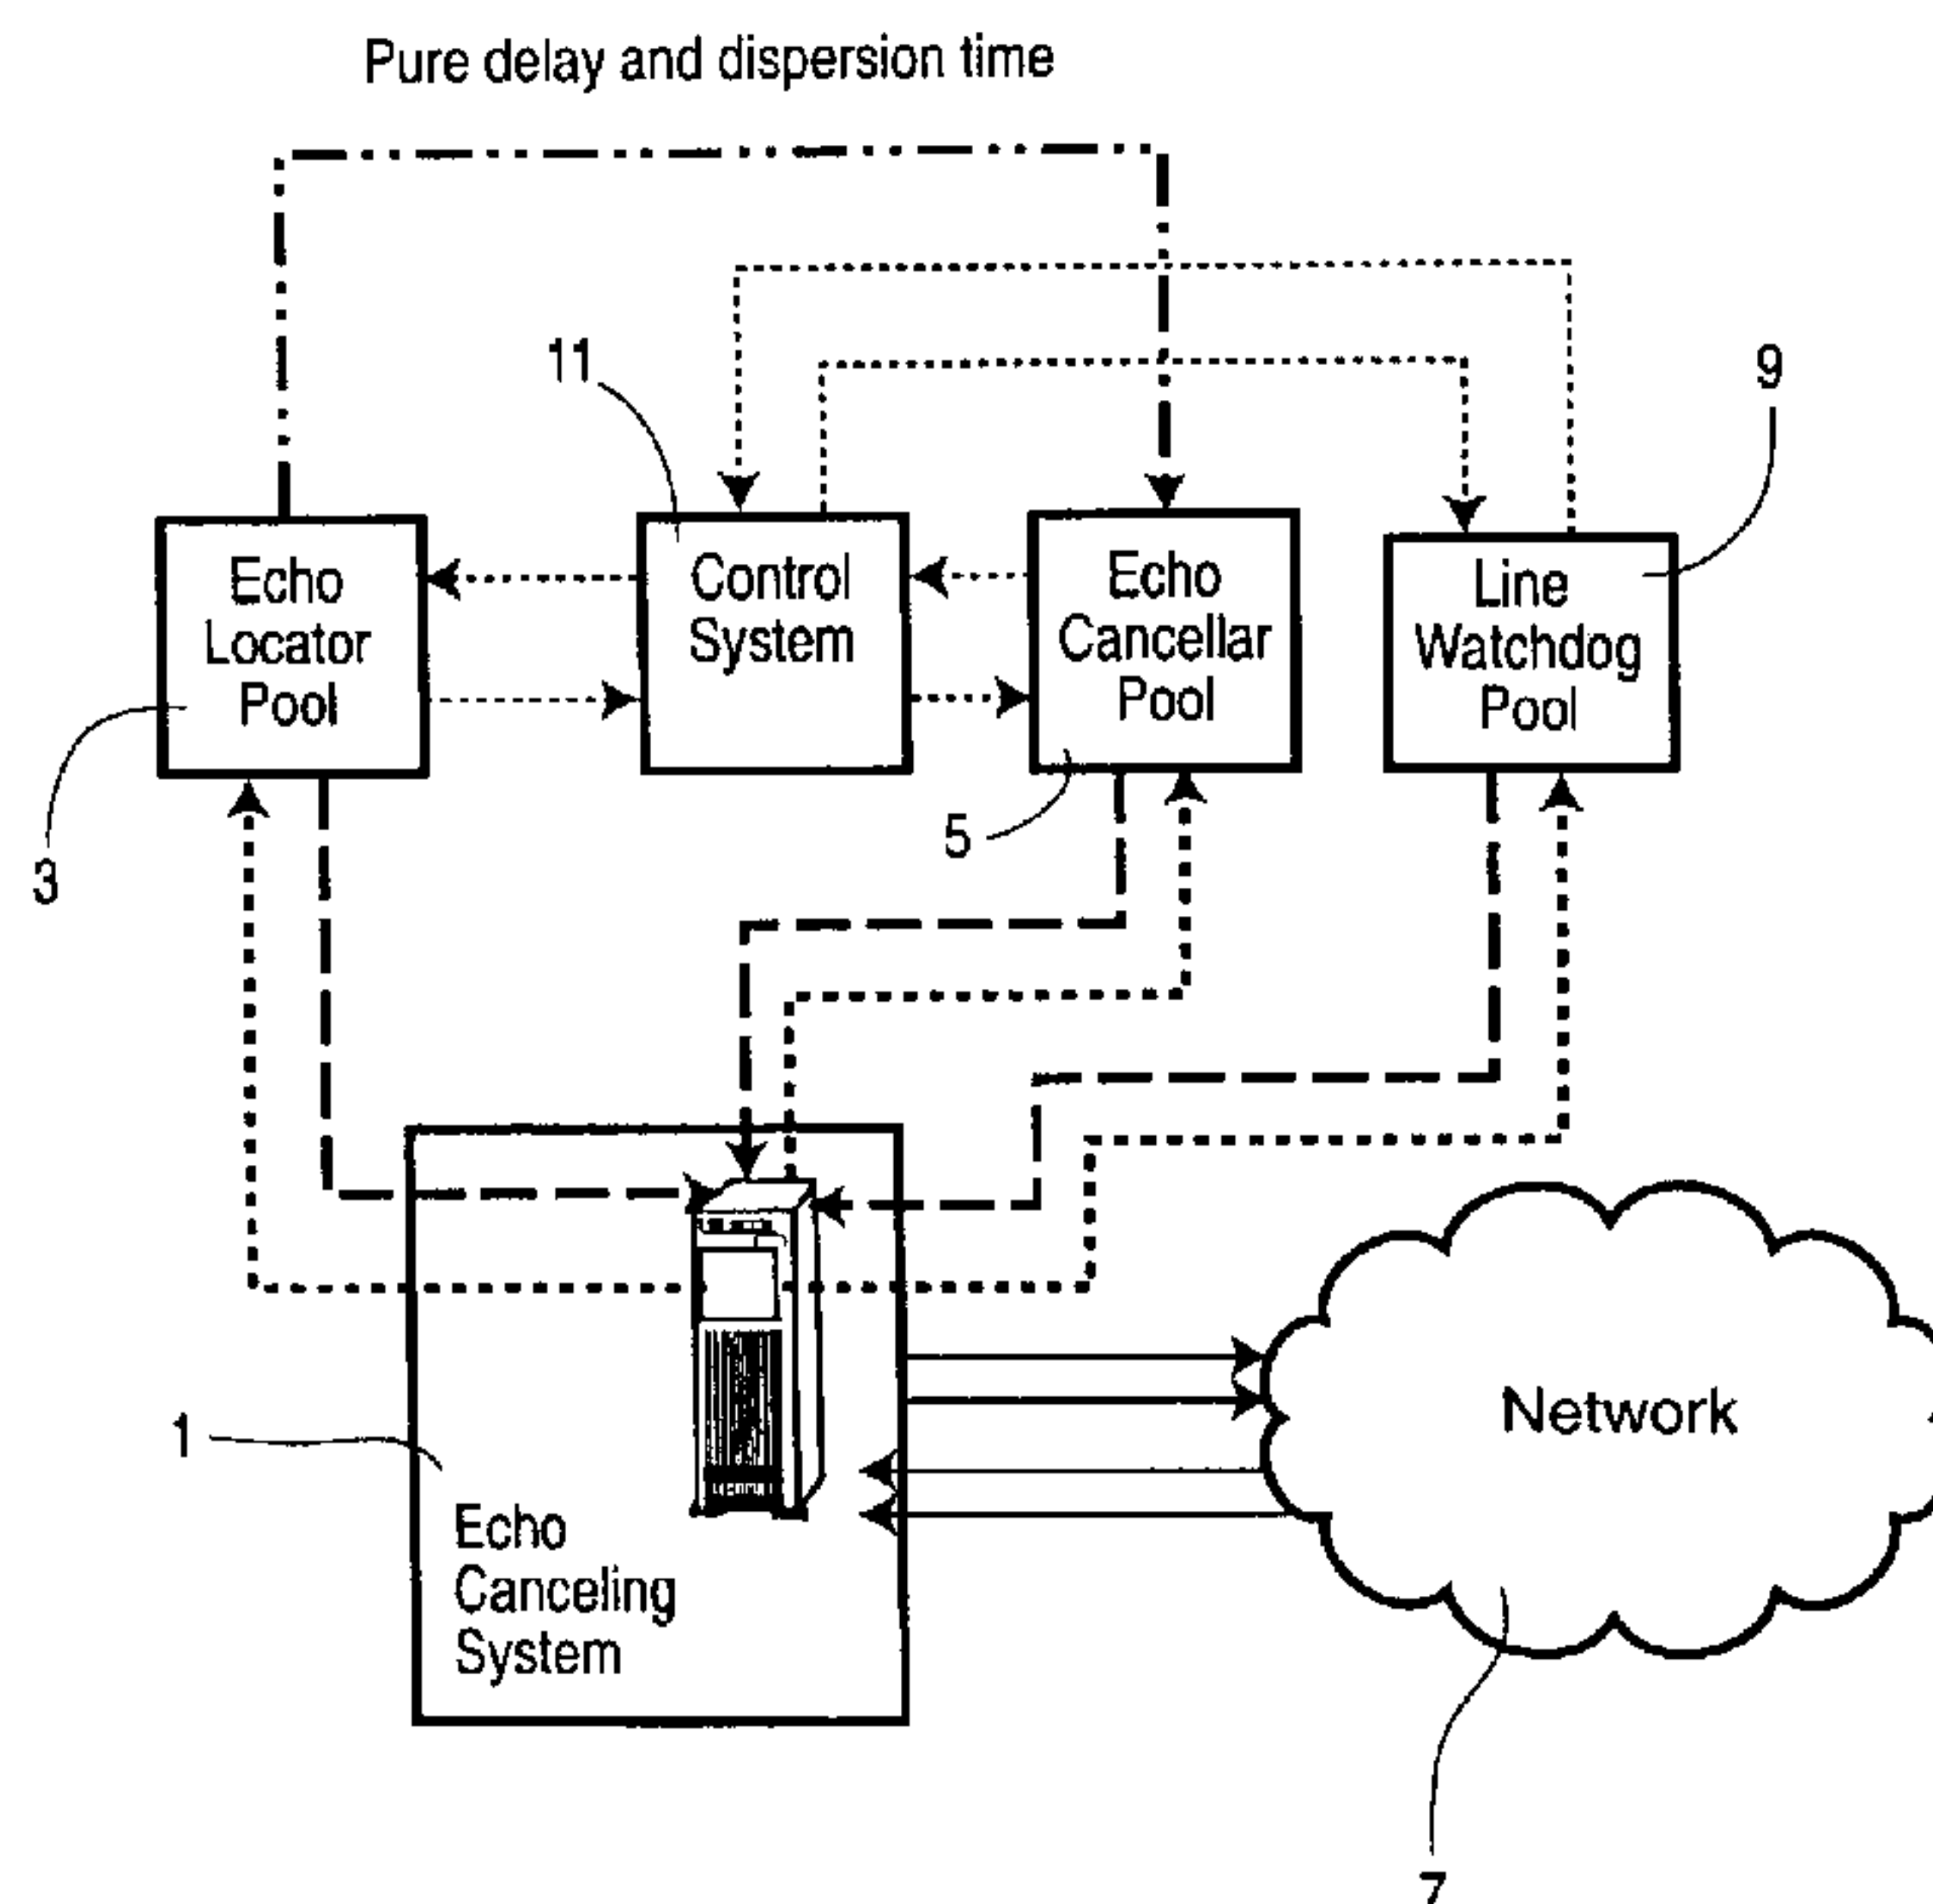 Pure delay and dispersion time
11
9
Echo
Locator
Pool
Control
System
Echo
Cancellar
Pool
Line
Watchdog
Pool
3
5
1
Echo
Canceling
System
Network
7